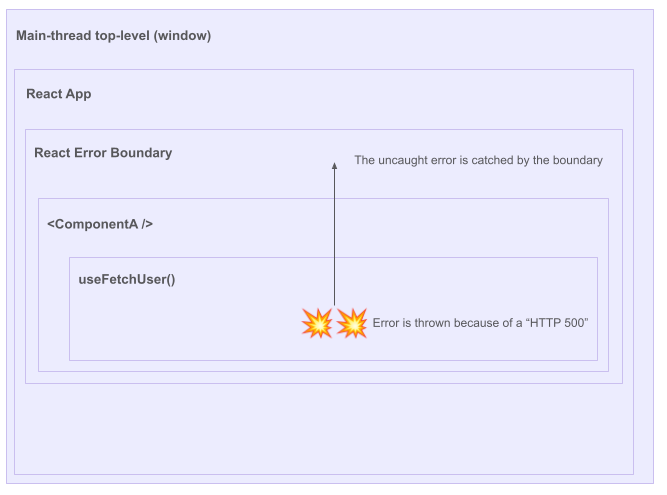 Main-thread top-level (window)
React App
React Error Boundary
The uncaught error is catched by the boundary
<ComponentA />
useFetchUser()
Error is thrown because of a “HTTP 500”